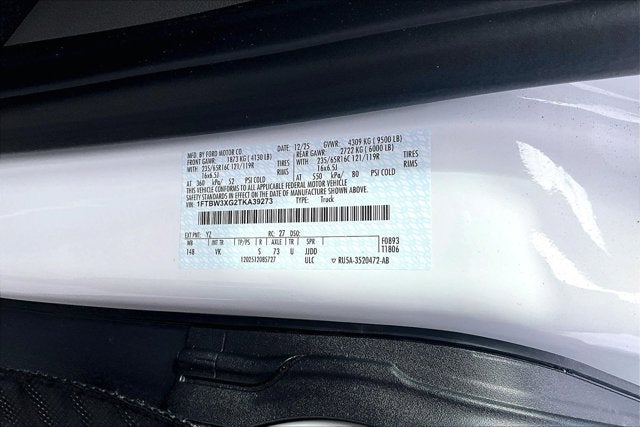 MFD. BY FORD MOTOR CO. DATE: 12/25 GVWR: 4309 KG ( 9500 LB)
FRONT GAWR: 1873 KG ( 4130 LB) REAR GAWR: 2722 KG ( 6000 LB)
235/65R16C 121/119R TIRES 235/65R16C 121/119R TIRES
16x6.5J RIMS 16x6.5J RIMS
AT 360 kPa/ 52 PSI COLD AT 550 kPa/ 80 PSI COLD
THIS VEHICLE CONFORMS TO ALL APPLICABLE FEDERAL MOTOR VEHICLE
SAFETY STANDARDS IN EFFECT ON THE DATE OF MANUFACTURE SHOWN ABOVE.
VIN: 1FTBW3XG2TKA39273 TYPE: Truck
EXT PNT: YZ RC: 27 DSO: F0893
WB INT TR TP/PS R AXLE TR SPR T1806
148 VK S 73 U JJDD
1202512085727 ULC RU5A-3520472-AB